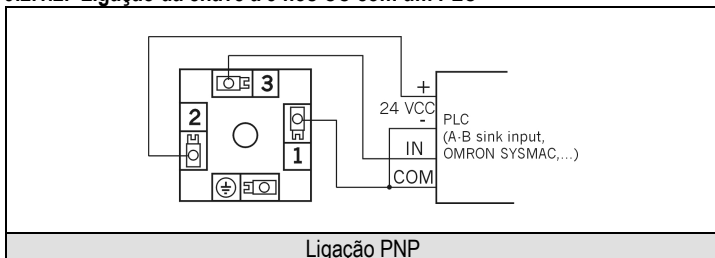 3
+
24 VCC
-
2
PLC
(A-B sink input,
IN
OMRON SYSMAC,...)
1
COM
Ligação PNP